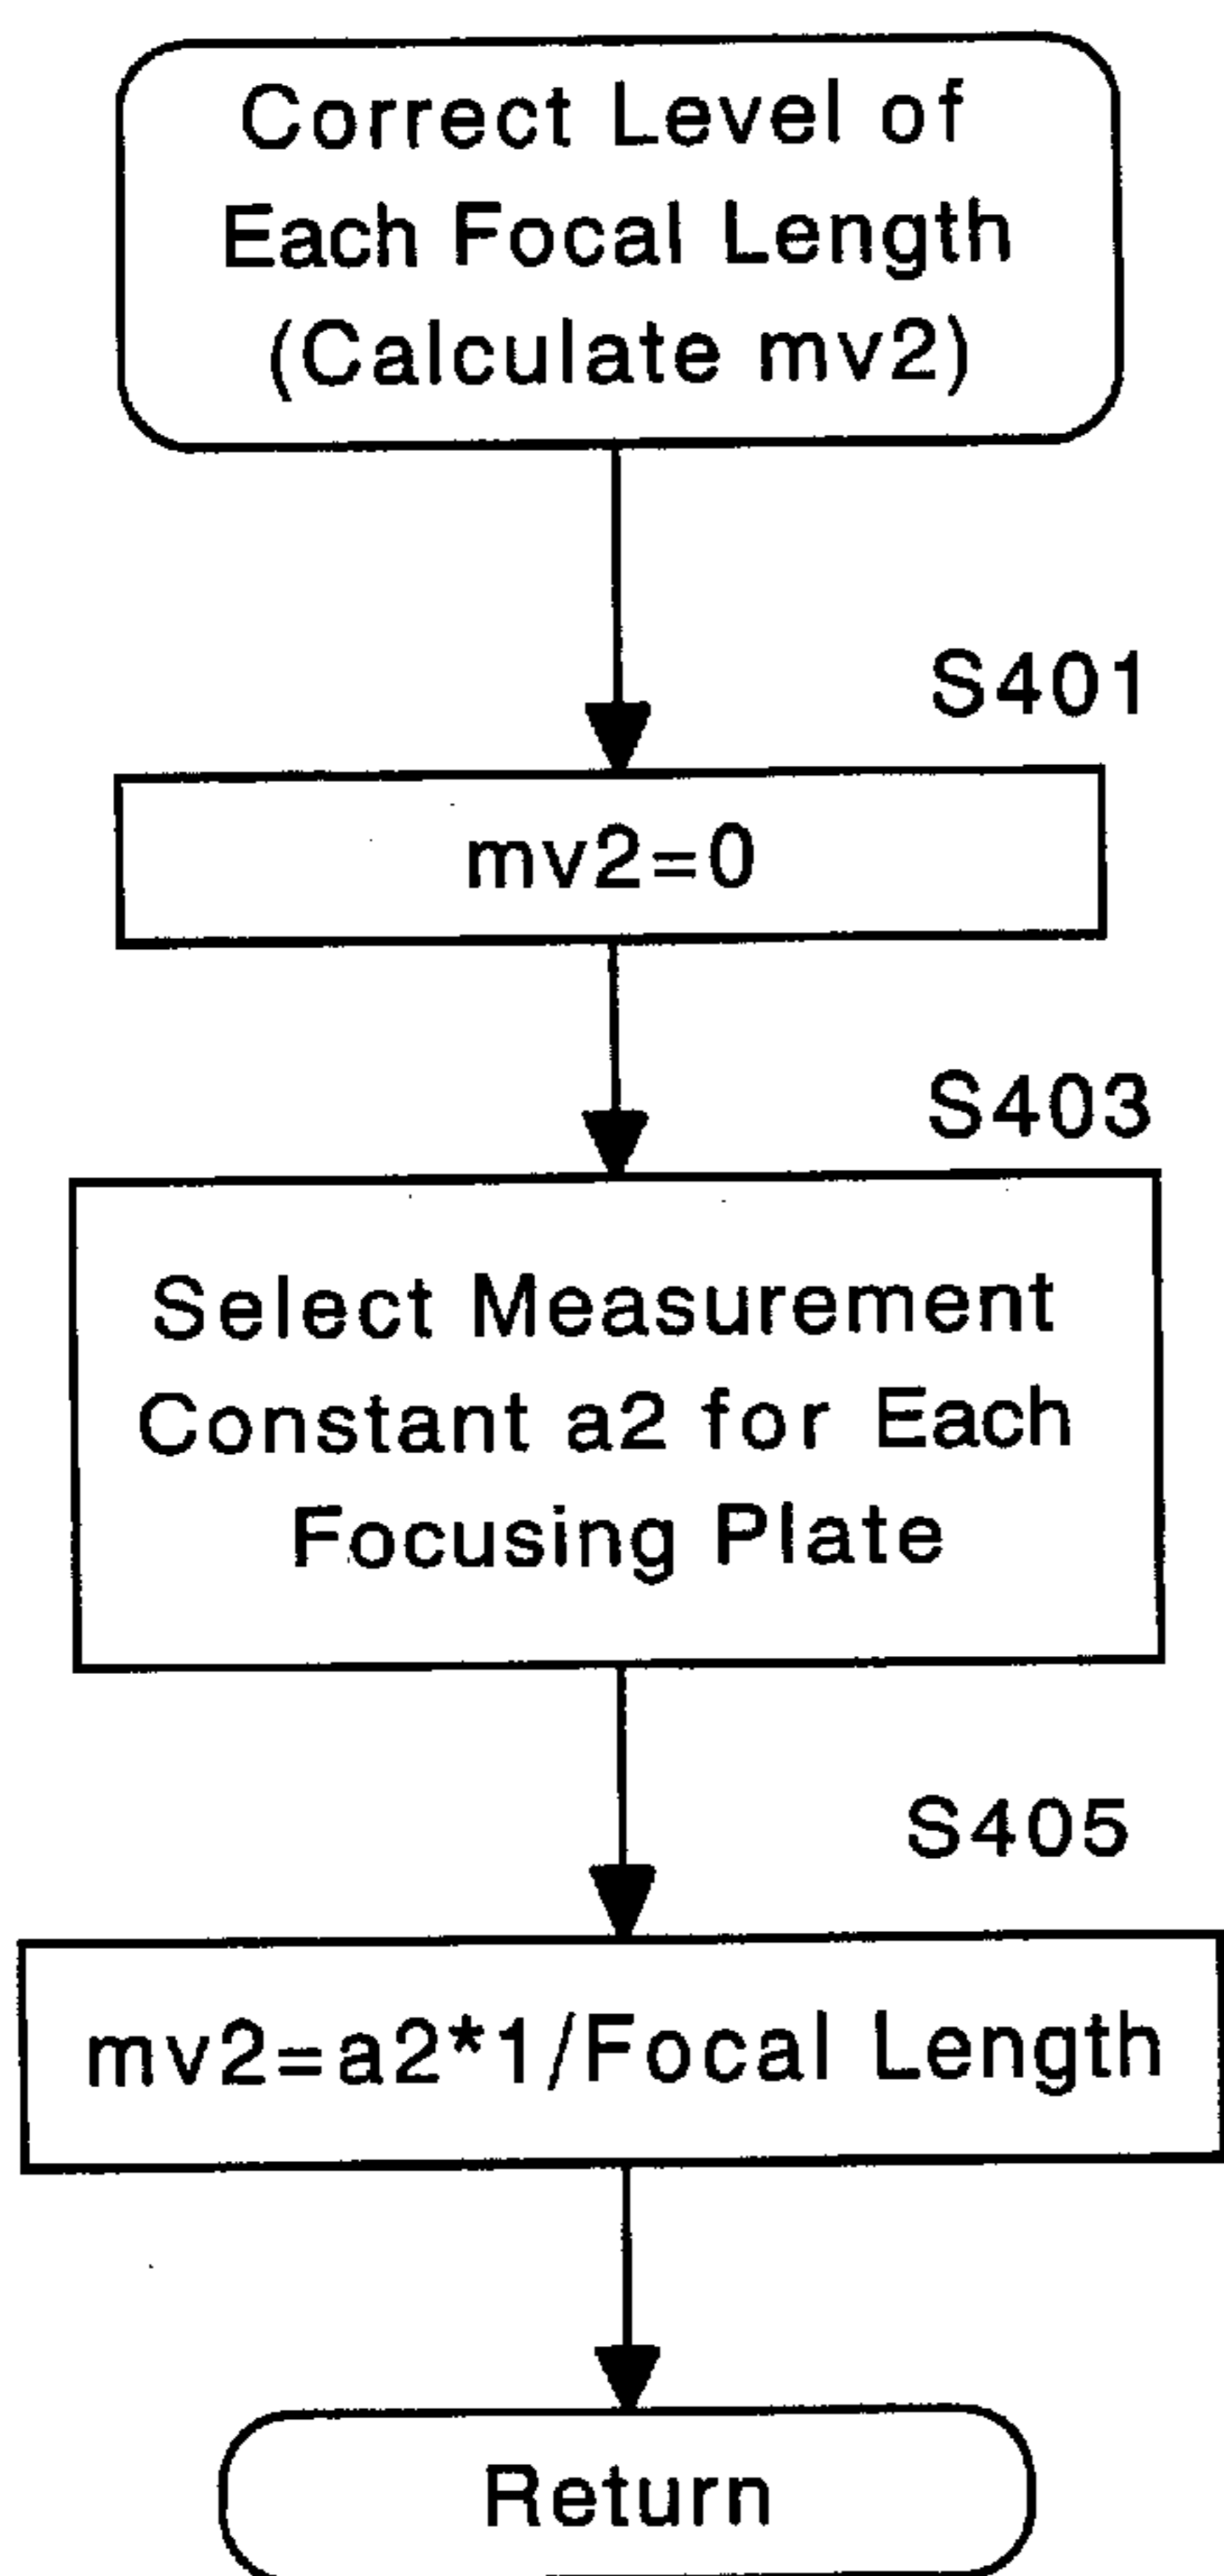 Correct Level of
Each Focal Length
(Calculate mv2)
S401
mv2=0
S403
Select Measurement
Constant a2 for Each
Focusing Plate
S405
mv2=a2*1/Focal Length
Return